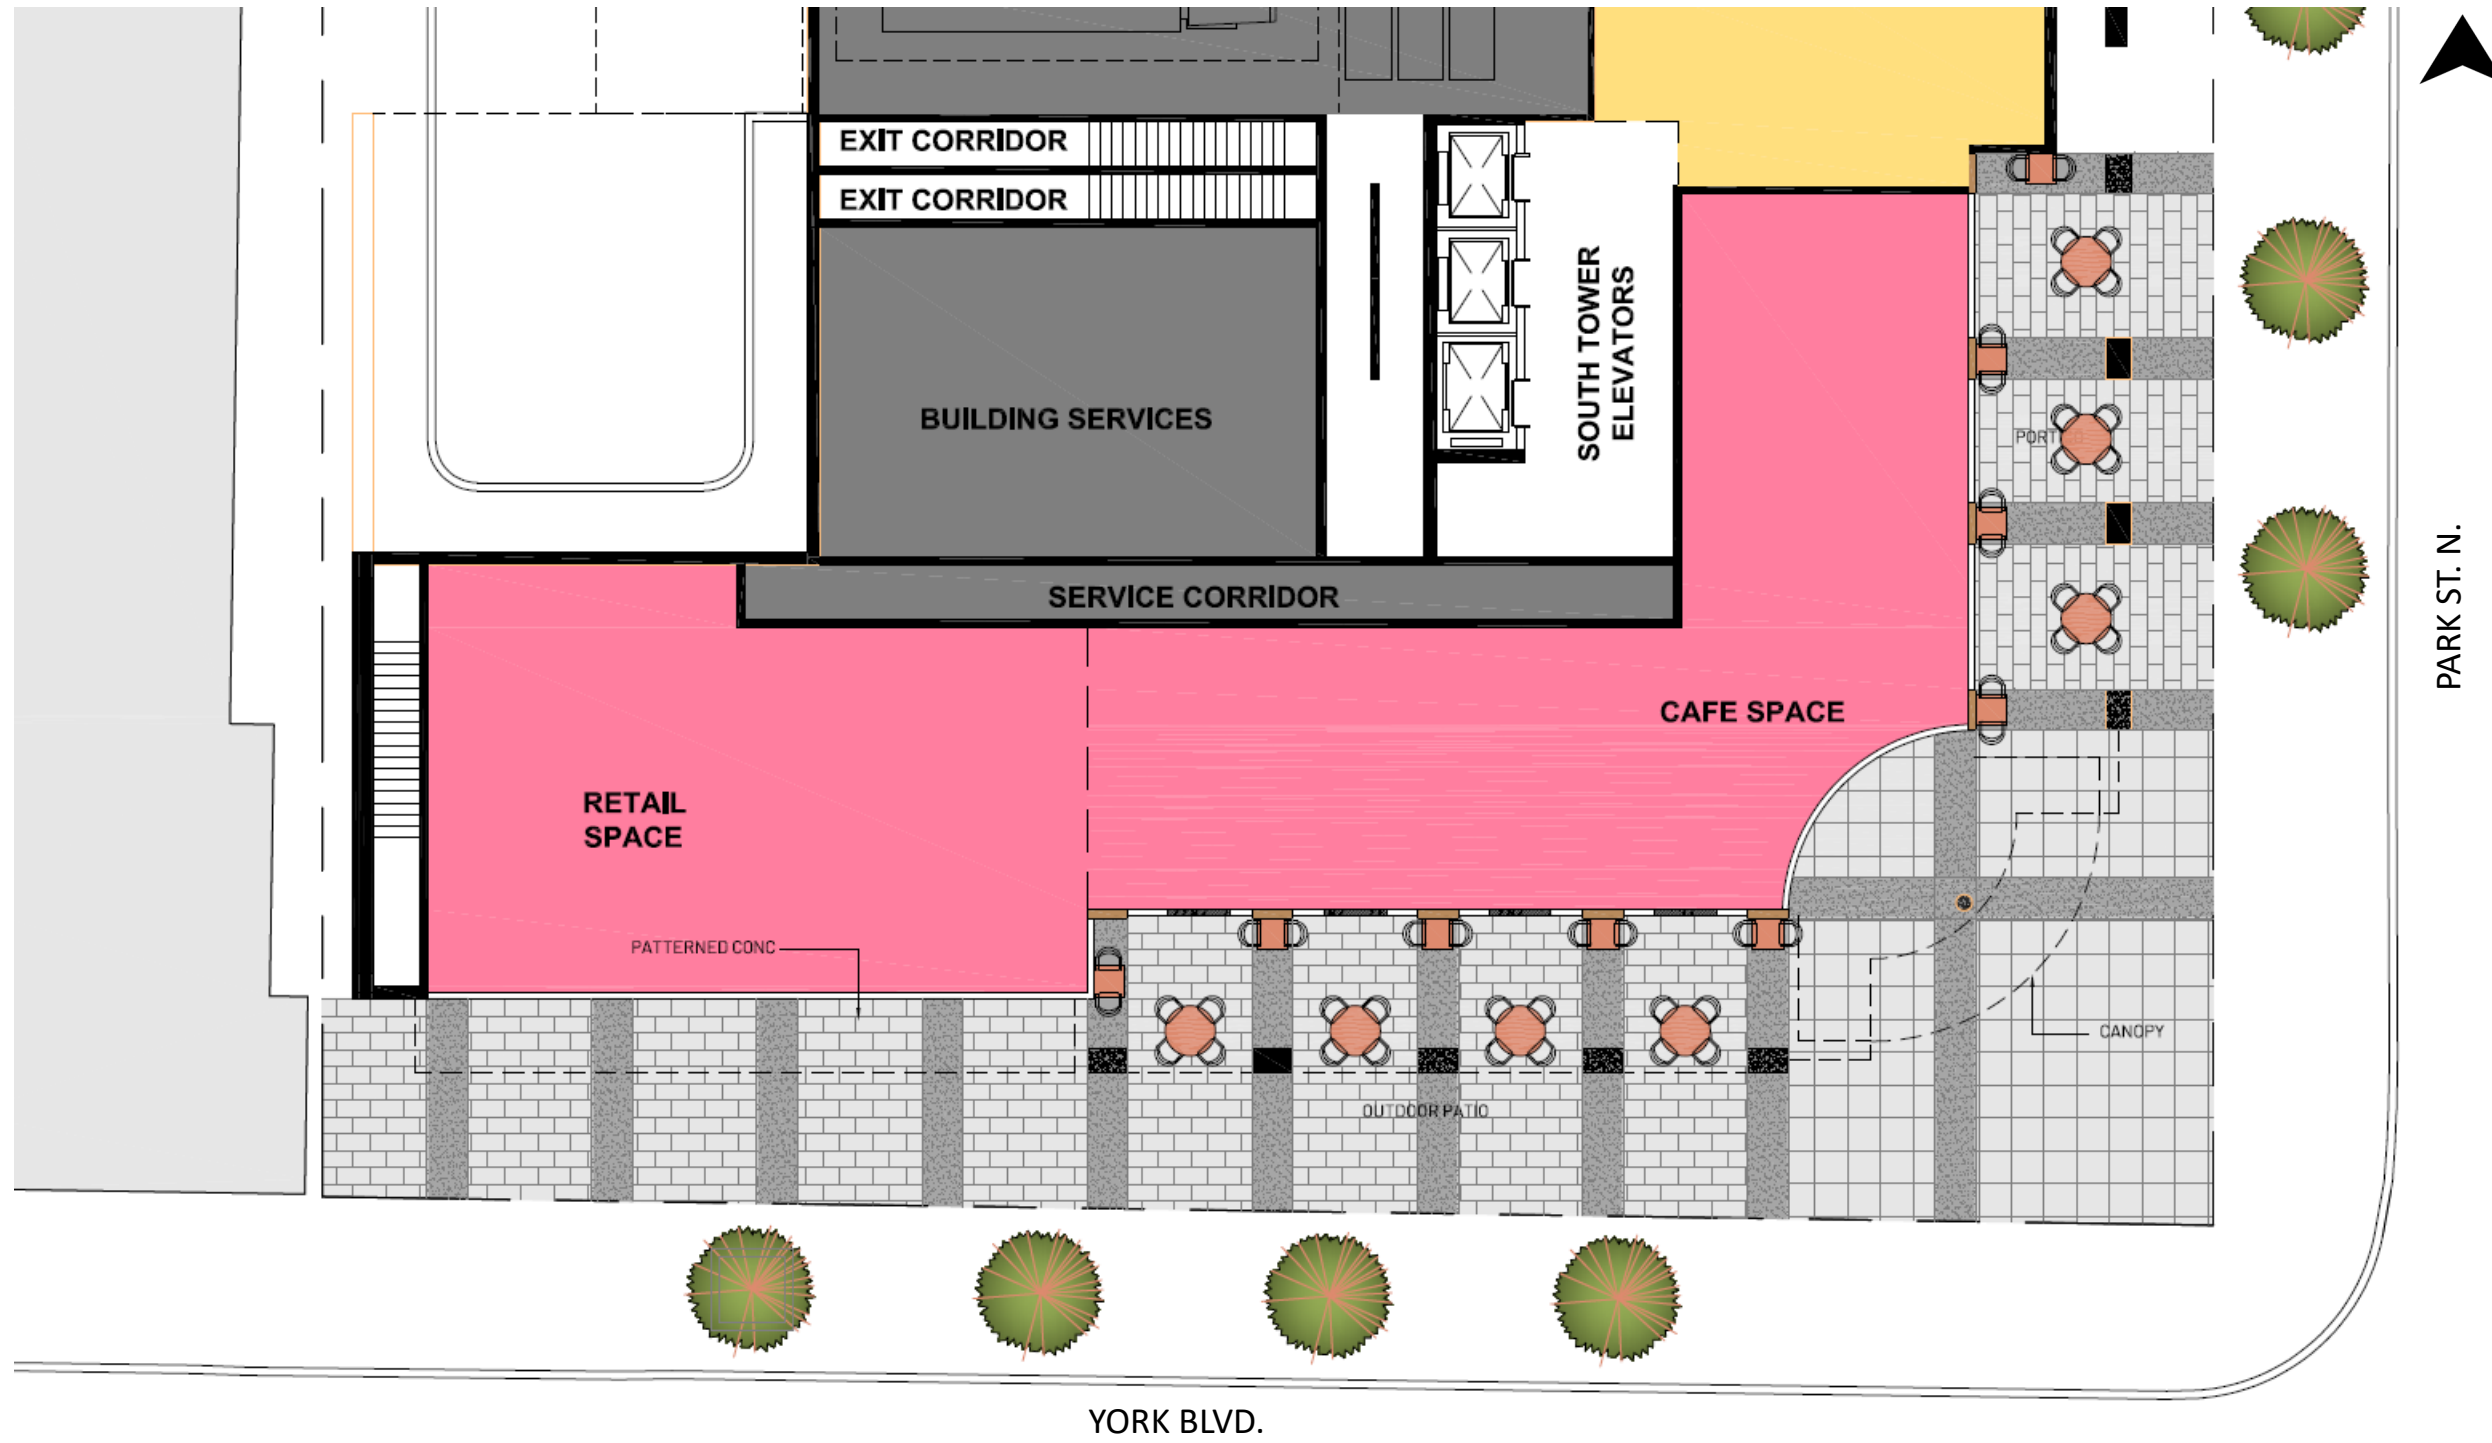 EXIT CORRIDOR
EXIT CORRIDOR
BUILDING SERVICES
SOUTH TOWER
ELEVATORS
SERVICE CORRIDOR
PARK ST. N.
CAFE SPACE
RETAIL
SPACE
PATTERNED CONC
CANOPY
OUTDOOR PATIO
YORK BLVD.